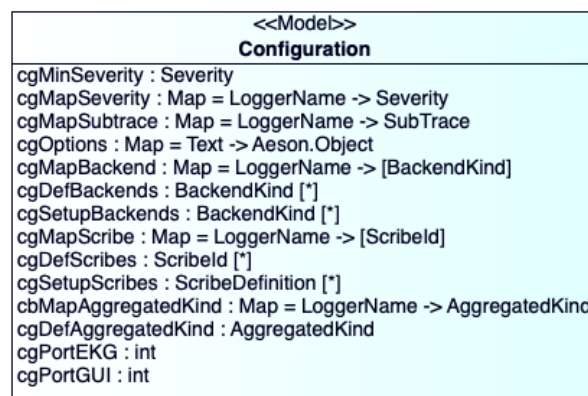 <<Model>>
Configuration
cgMinSeverity : Severity
cgMapSeverity : Map = LoggerName -> Severity
cgMapSubtrace : Map = LoggerName -> SubTrace
cgOptions : Map = Text -> Aeson.Object
cgMapBackend : Map = LoggerName -> [BackendKind]
cgDefBackends : BackendKind [*]
cgSetupBackends : BackendKind [*]
cgMapScribe : Map = LoggerName -> [ScribeId]
cgDefScribes : ScribeId [*]
cgSetupScribes : ScribeDefinition [*]
cbMapAggregatedKind : Map = LoggerName -> AggregatedKind
cgDefAggregatedKind : AggregatedKind
cgPortEKG : int
cgPortGUI : int